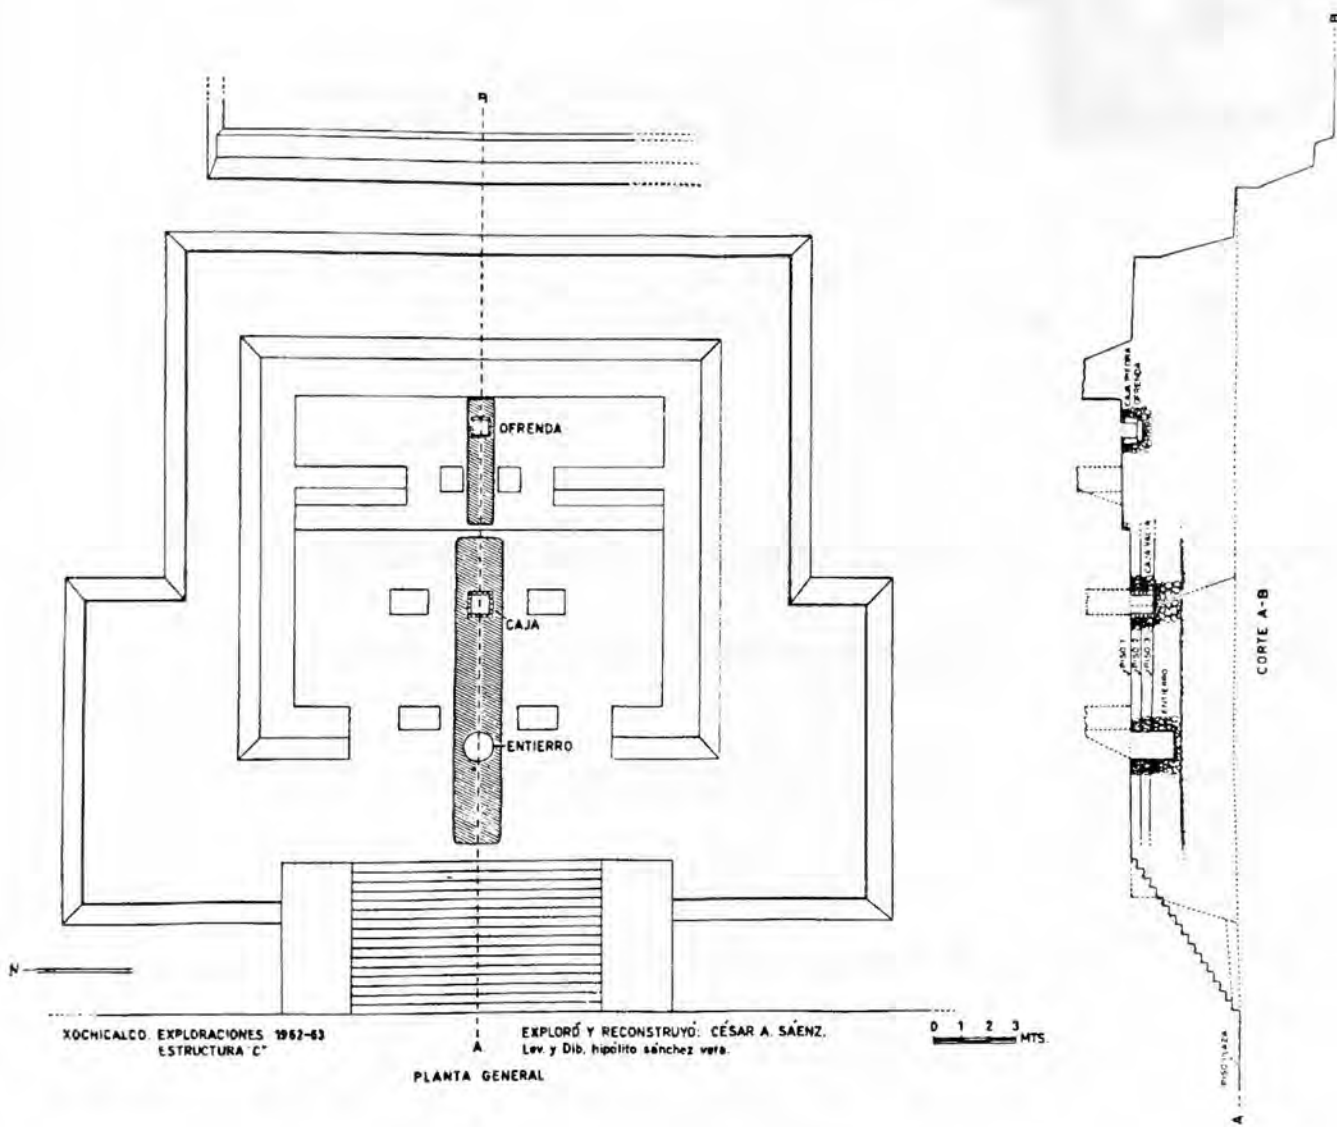 B
OFRENDA
CAJA
ENTIERRO
N
XOCHICALCO. EXPLORACIONES 1962-63
ESTRUCTURA "C"
A
PLANTA GENERAL
EXPLORÓ Y RECONSTRUYÓ: CÉSAR A. SÁENZ.
Lev. y Dib. hipólito sánchez vera.
0 1 2 3 MTS.
B
CAJA PIEDRA
OFRENDA
CAJA VACIA
PISO 1
PISO 2
PISO 3
ENTIERRO
CORTE A-B
PISO PLAZA
A